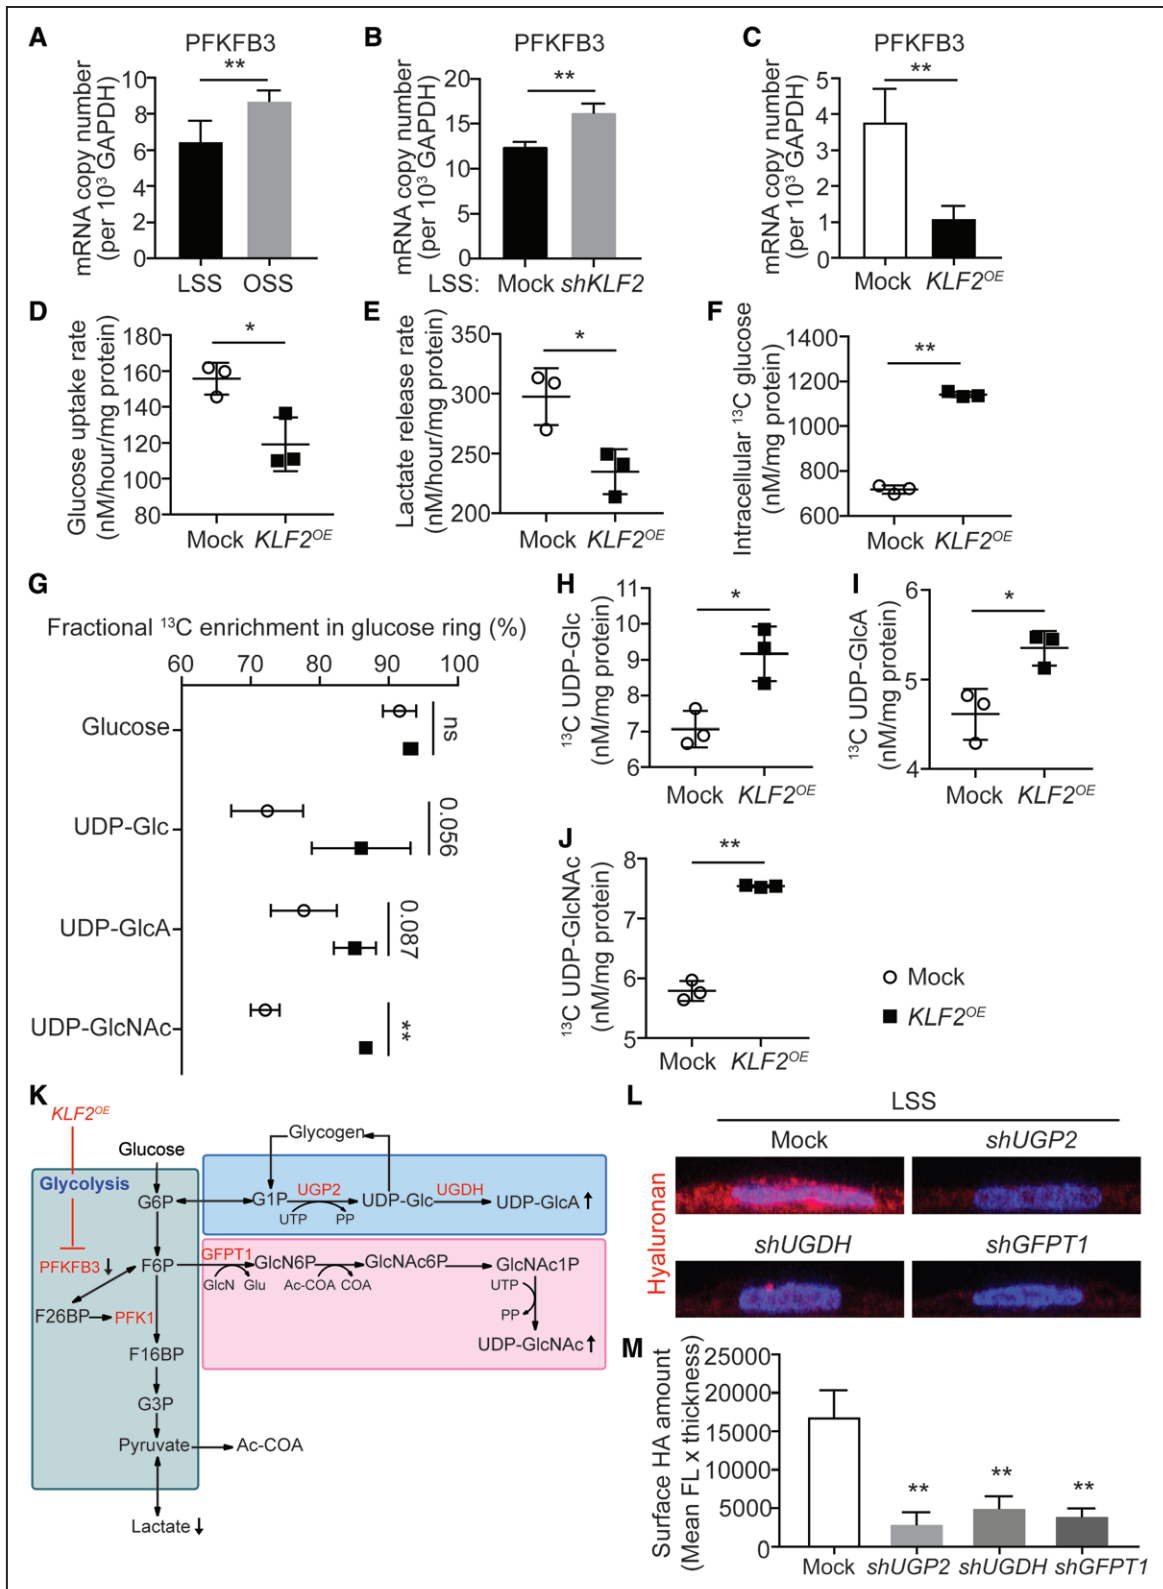 A
PFKFB3
**
mRNA copy number
(per 10³ GAPDH)
10
8
6
4
2
0
LSS OSS
B
PFKFB3
**
mRNA copy number
(per 10³ GAPDH)
20
15
10
5
0
LSS: Mock shKLF2
C
PFKFB3
**
mRNA copy number
(per 10³ GAPDH)
5
4
3
2
1
0
Mock KLF2ᴼᴱ
D
*
Glucose uptake rate
(nM/hour/mg protein)
180
160
140
120
100
80
Mock KLF2ᴼᴱ
E
*
Lactate release rate
(nM/hour/mg protein)
350
300
250
200
Mock KLF2ᴼᴱ
F
**
Intracellular ¹³C glucose
(nM/mg protein)
1400
1200
1000
800
600
Mock KLF2ᴼᴱ
G
Fractional ¹³C enrichment in glucose ring (%)
60 70 80 90 100
Glucose
ns
UDP-Glc
0.056
UDP-GlcA
0.087
UDP-GlcNAc
**
H
*
¹³C UDP-Glc
(nM/mg protein)
11
10
9
8
7
6
Mock KLF2ᴼᴱ
I
*
¹³C UDP-GlcA
(nM/mg protein)
6
5
4
Mock KLF2ᴼᴱ
J
**
¹³C UDP-GlcNAc
(nM/mg protein)
8
7
6
5
Mock KLF2ᴼᴱ
Mock
KLF2ᴼᴱ
K
KLF2ᴼᴱ
Glucose
Glycogen
Glycolysis
G6P
G1P
UGP2
UTP
PP
UDP-Glc
UGDH
UDP-GlcA
PFKFB3
F6P
GFPT1
GlcN
Glu
GlcN6P
Ac-COA
COA
GlcNAc6P
GlcNAc1P
UTP
PP
UDP-GlcNAc
F26BP
PFK1
F16BP
G3P
Pyruvate
Ac-COA
Lactate
L
LSS
Mock
shUGP2
shUGDH
shGFPT1
Hyaluronan
M
Surface HA amount
(Mean FL x thickness)
25000
20000
15000
10000
5000
0
**
**
**
Mock shUGP2 shUGDH shGFPT1